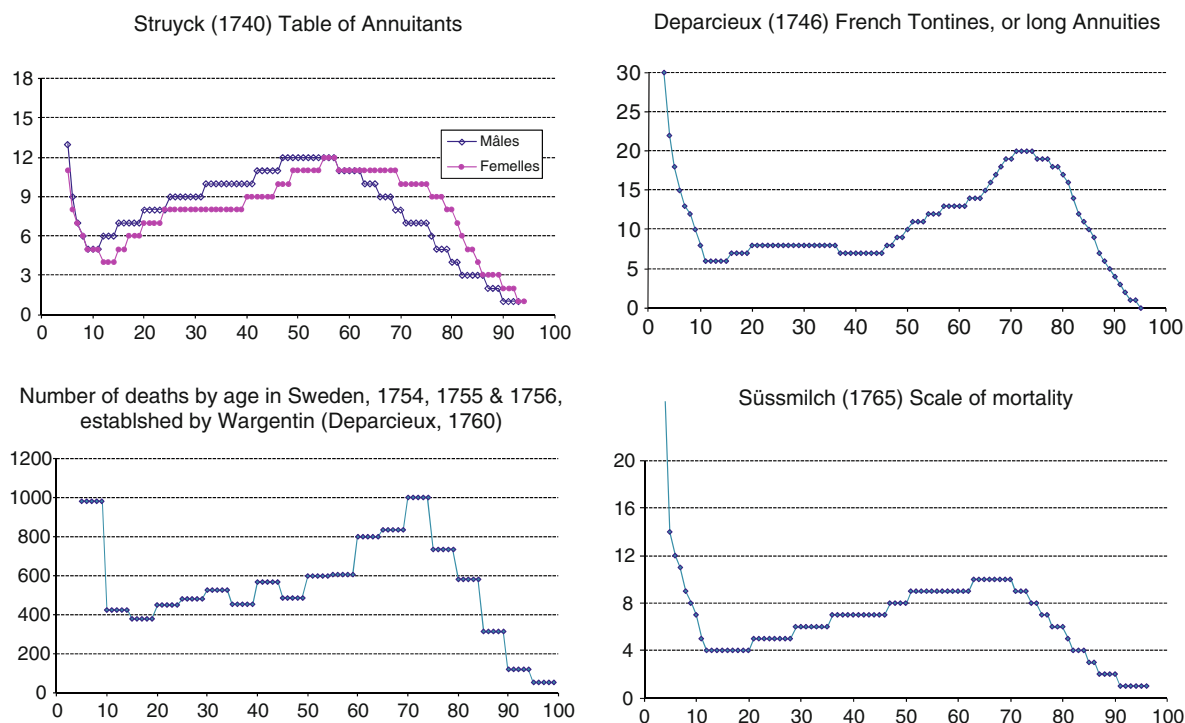 Struyck (1740) Table of Annuitants
18
15
12
9
6
3
0
0 10 20 30 40 50 60 70 80 90 100
Mâles
Femelles
Deparcieux (1746) French Tontines, or long Annuities
30
25
20
15
10
5
0
0 10 20 30 40 50 60 70 80 90 100
Number of deaths by age in Sweden, 1754, 1755 & 1756,
establshed by Wargentin (Deparcieux, 1760)
1200
1000
800
600
400
200
0
0 10 20 30 40 50 60 70 80 90 100
Süssmilch (1765) Scale of mortality
20
16
12
8
4
0
0 10 20 30 40 50 60 70 80 90 100